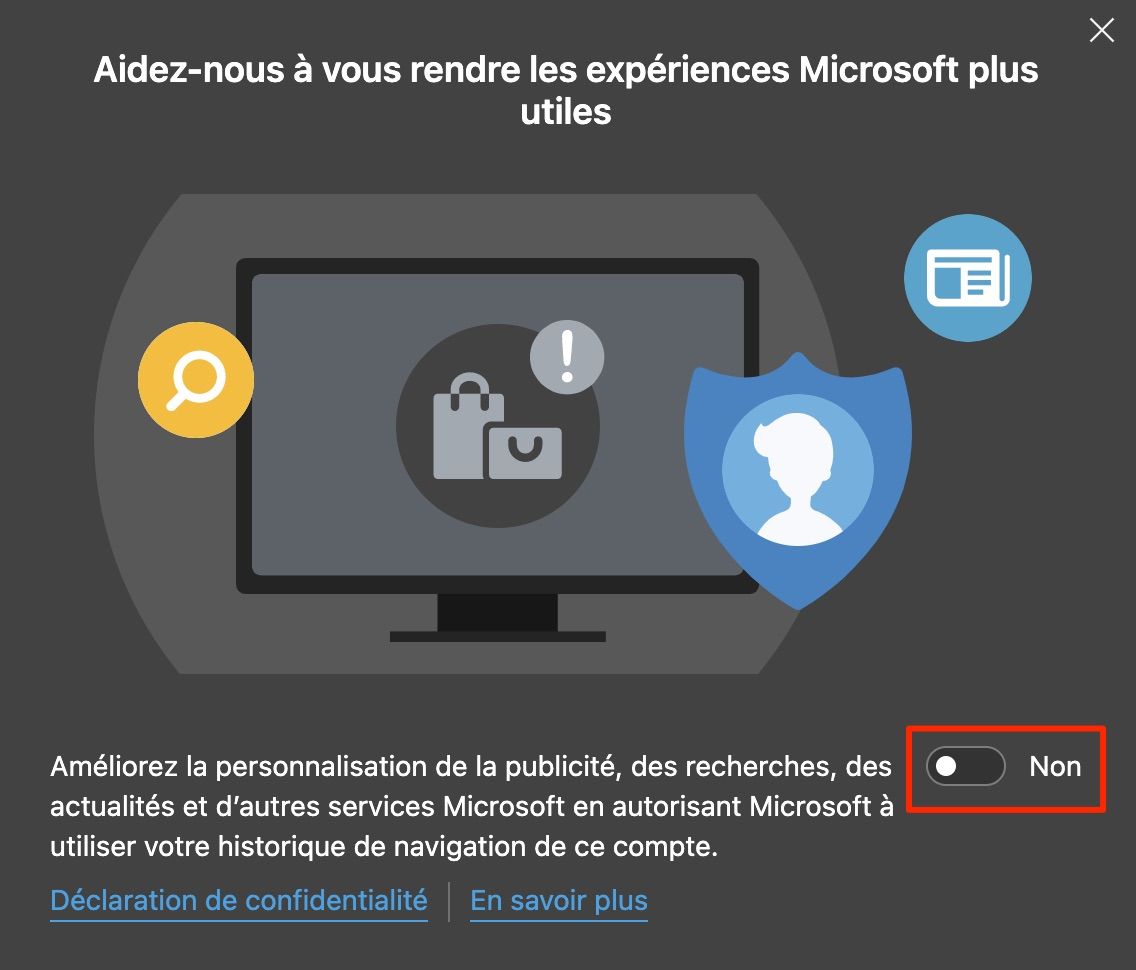 Aidez-nous à vous rendre les expériences Microsoft plus
utiles
Améliorez la personnalisation de la publicité, des recherches, des
actualités et d’autres services Microsoft en autorisant Microsoft à
utiliser votre historique de navigation de ce compte.
Non
Déclaration de confidentialité
En savoir plus